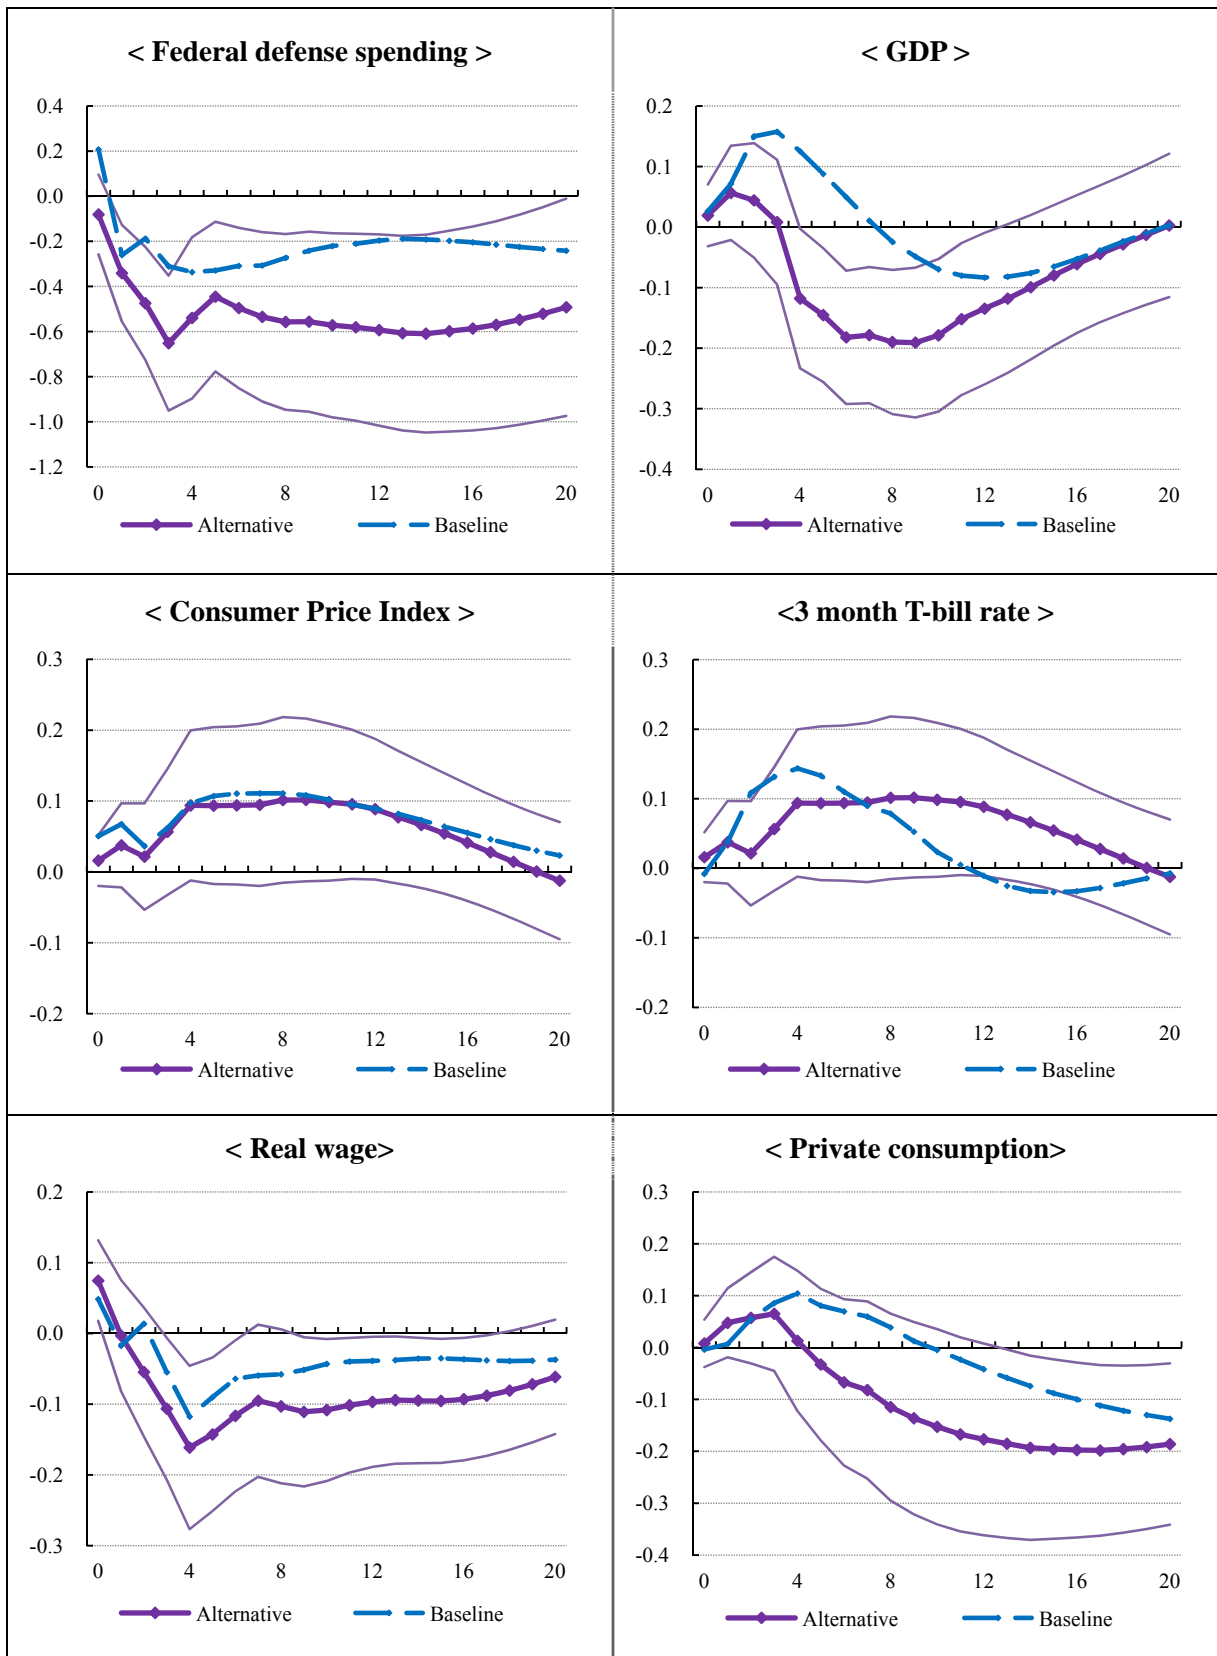 < Federal defense spending >
0.4
0.2
0.0
-0.2
-0.4
-0.6
-0.8
-1.0
-1.2
0 4 8 12 16 20
Alternative Baseline
< GDP >
0.2
0.1
0.0
-0.1
-0.2
-0.3
-0.4
0 4 8 12 16 20
Alternative Baseline
< Consumer Price Index >
0.3
0.2
0.1
0.0
-0.1
-0.2
0 4 8 12 16 20
Alternative Baseline
<3 month T-bill rate >
0.3
0.2
0.1
0.0
-0.1
-0.2
0 4 8 12 16 20
Alternative Baseline
< Real wage>
0.2
0.1
0.0
-0.1
-0.2
-0.3
0 4 8 12 16 20
Alternative Baseline
< Private consumption>
0.3
0.2
0.1
0.0
-0.1
-0.2
-0.3
-0.4
0 4 8 12 16 20
Alternative Baseline